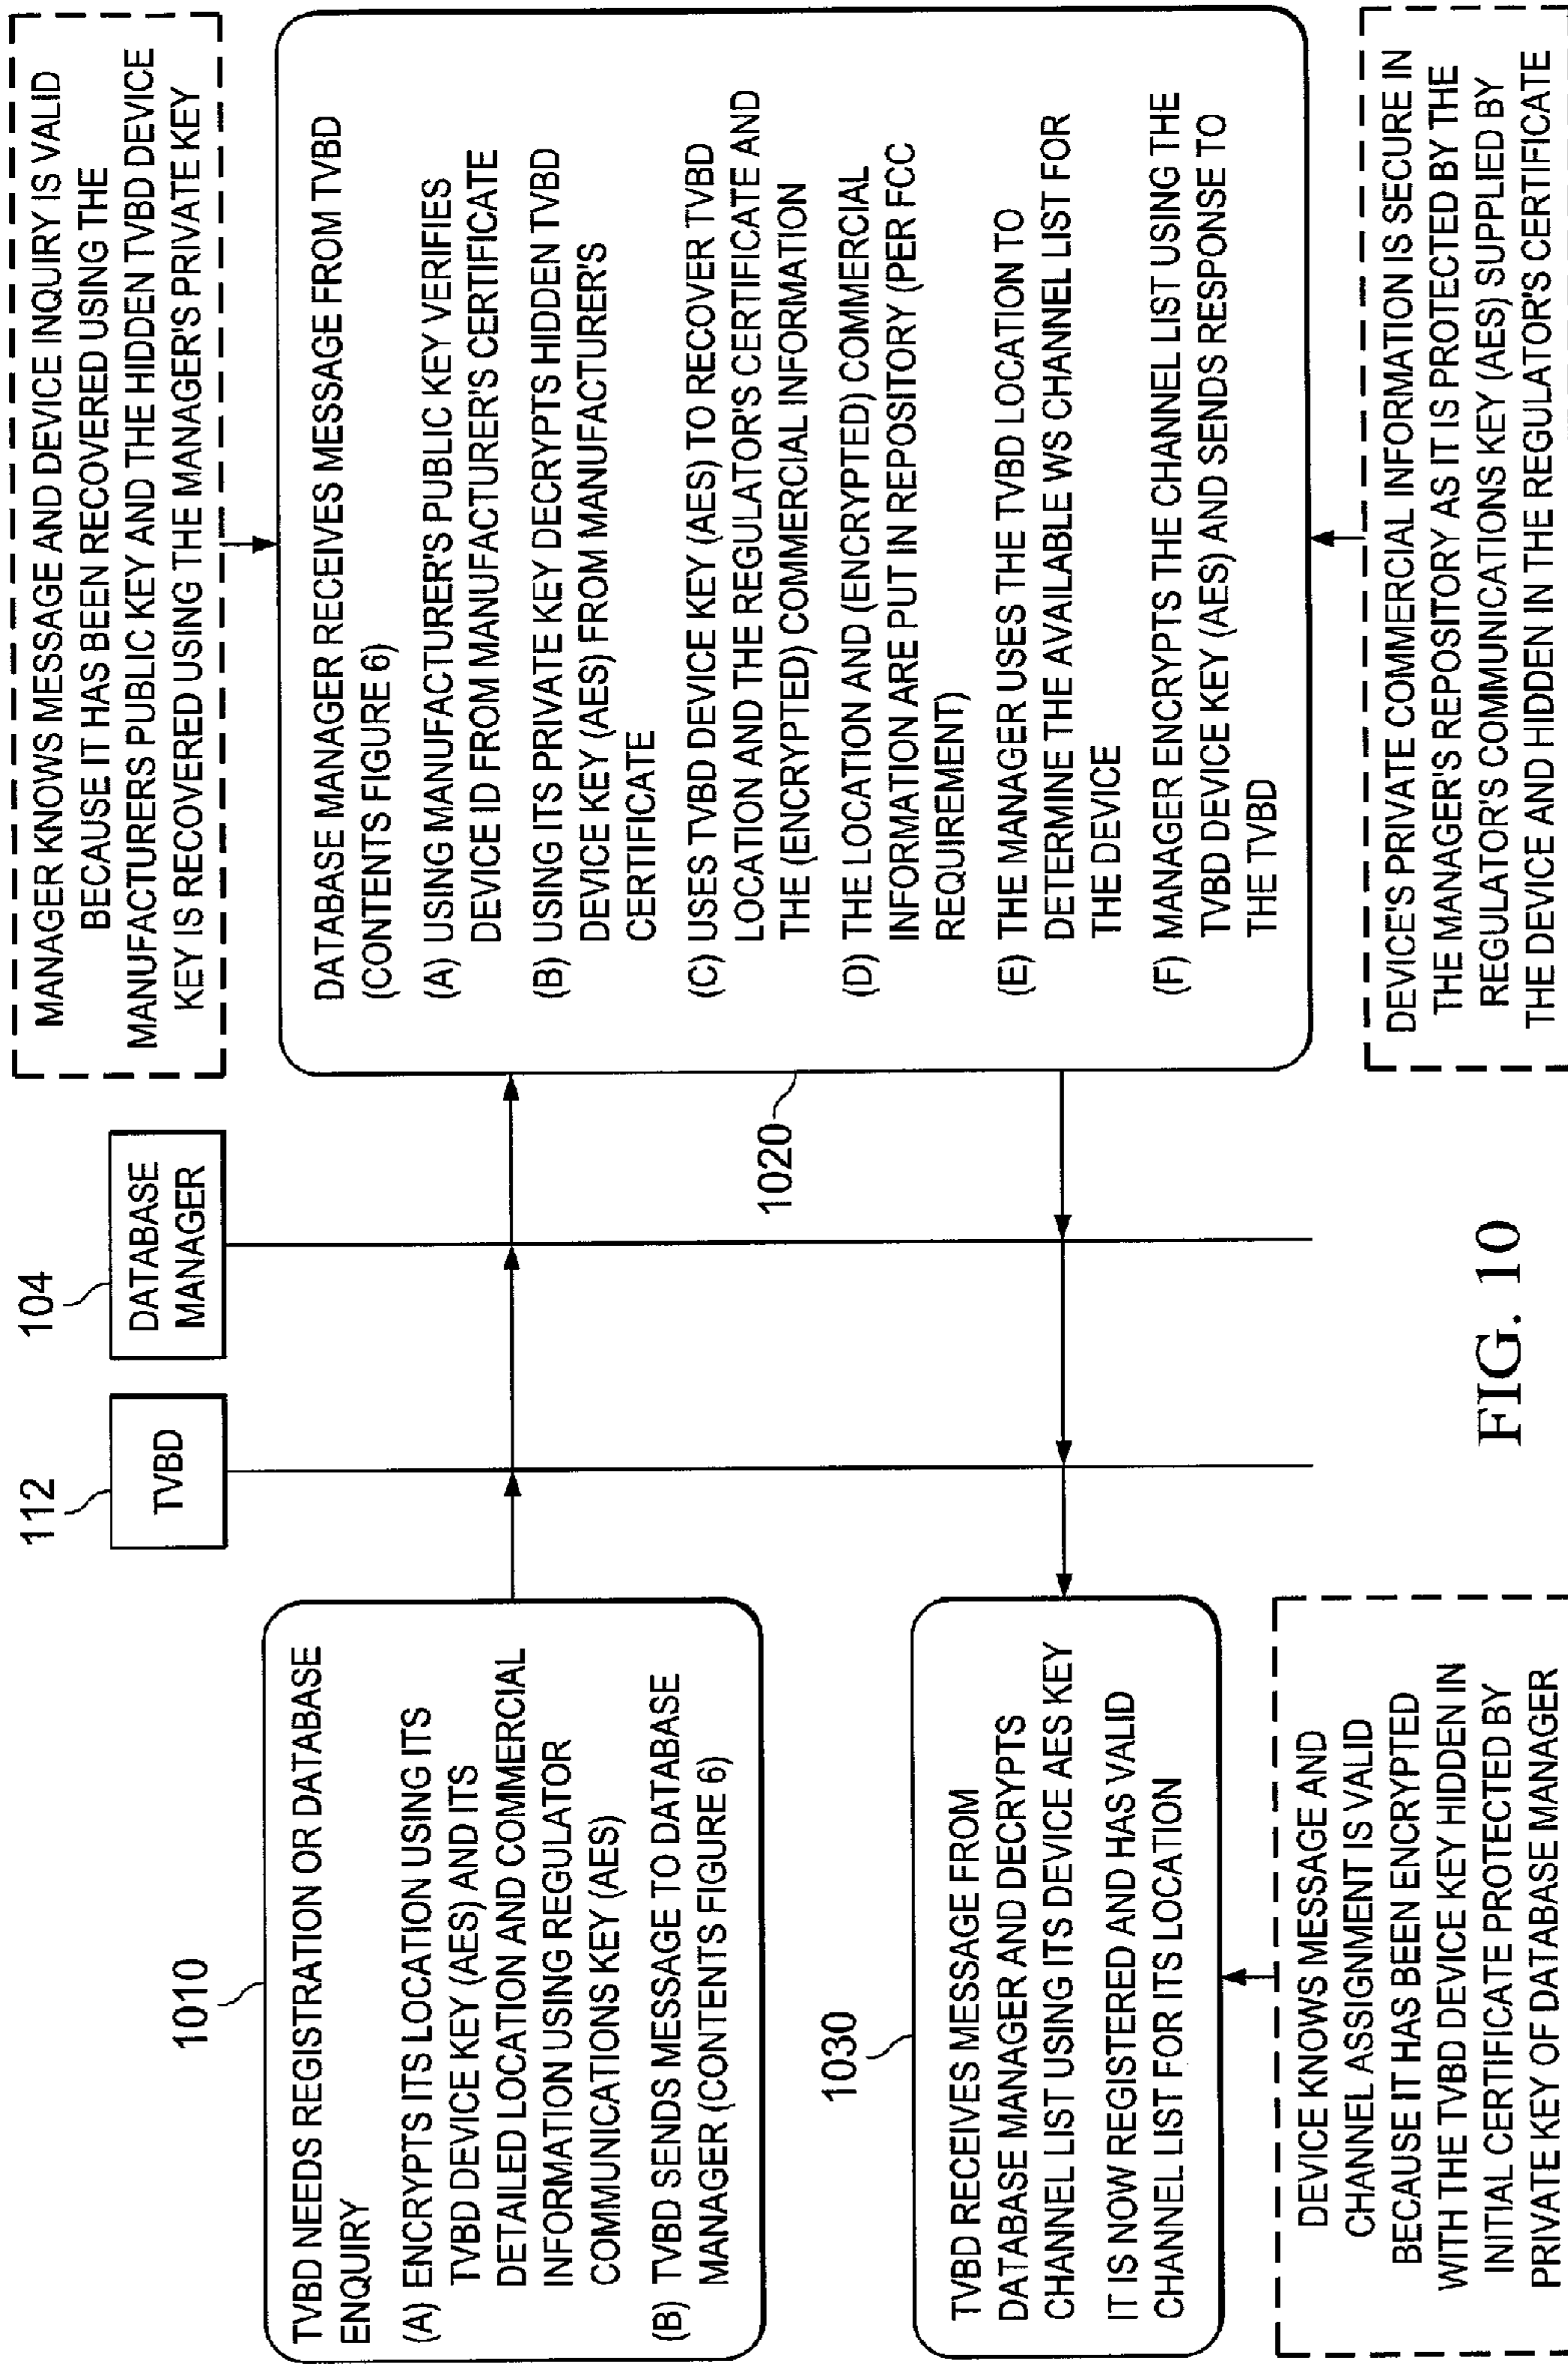 112
TVBD
104
DATABASE
MANAGER
MANAGER KNOWS MESSAGE AND DEVICE INQUIRY IS VALID
BECAUSE IT HAS BEEN RECOVERED USING THE
MANUFACTURERS PUBLIC KEY AND THE HIDDEN TVBD DEVICE
KEY IS RECOVERED USING THE MANAGER'S PRIVATE KEY
1010
TVBD NEEDS REGISTRATION OR DATABASE
ENQUIRY
(A) ENCRYPTS ITS LOCATION USING ITS
TVBD DEVICE KEY (AES) AND ITS
DETAILED LOCATION AND COMMERCIAL
INFORMATION USING REGULATOR
COMMUNICATIONS KEY (AES)
(B) TVBD SENDS MESSAGE TO DATABASE
MANAGER (CONTENTS FIGURE 6)
DATABASE MANAGER RECEIVES MESSAGE FROM TVBD
(CONTENTS FIGURE 6)
(A) USING MANUFACTURER'S PUBLIC KEY VERIFIES
DEVICE ID FROM MANUFACTURER'S CERTIFICATE
(B) USING ITS PRIVATE KEY DECRYPTS HIDDEN TVBD
DEVICE KEY (AES) FROM MANUFACTURER'S
CERTIFICATE
(C) USES TVBD DEVICE KEY (AES) TO RECOVER TVBD
LOCATION AND THE REGULATOR'S CERTIFICATE AND
THE (ENCRYPTED) COMMERCIAL INFORMATION
(D) THE LOCATION AND (ENCRYPTED) COMMERCIAL
INFORMATION ARE PUT IN REPOSITORY (PER FCC
REQUIREMENT)
(E) THE MANAGER USES THE TVBD LOCATION TO
DETERMINE THE AVAILABLE WS CHANNEL LIST FOR
THE DEVICE
(F) MANAGER ENCRYPTS THE CHANNEL LIST USING THE
TVBD DEVICE KEY (AES) AND SENDS RESPONSE TO
THE TVBD
1020
1030
TVBD RECEIVES MESSAGE FROM
DATABASE MANAGER AND DECRYPTS
CHANNEL LIST USING ITS DEVICE AES KEY
IT IS NOW REGISTERED AND HAS VALID
CHANNEL LIST FOR ITS LOCATION
DEVICE KNOWS MESSAGE AND
CHANNEL ASSIGNMENT IS VALID
BECAUSE IT HAS BEEN ENCRYPTED
WITH THE TVBD DEVICE KEY HIDDEN IN
INITIAL CERTIFICATE PROTECTED BY
PRIVATE KEY OF DATABASE MANAGER
DEVICE'S PRIVATE COMMERCIAL INFORMATION IS SECURE IN
THE MANAGER'S REPOSITORY AS IT IS PROTECTED BY THE
REGULATOR'S COMMUNICATIONS KEY (AES) SUPPLIED BY
THE DEVICE AND HIDDEN IN THE REGULATOR'S CERTIFICATE
FIG. 10